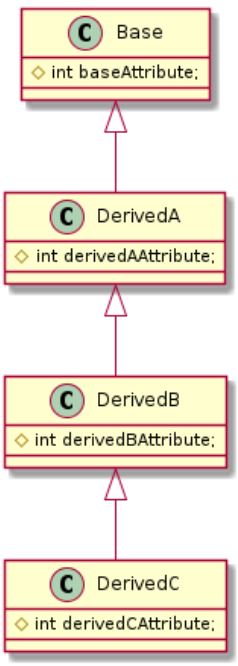 C Base
int baseAttribute;
C DerivedA
int derivedAAttribute;
C DerivedB
int derivedBAttribute;
C DerivedC
int derivedCAttribute;